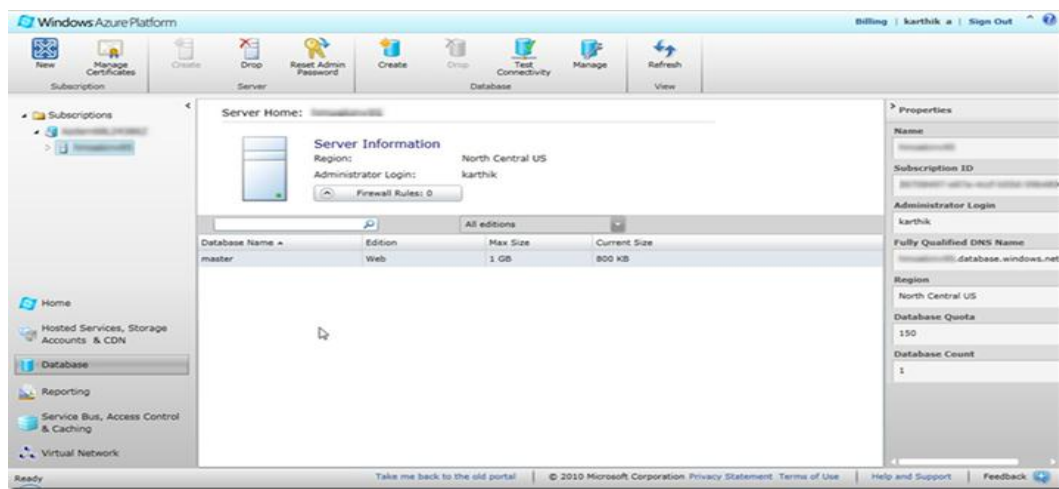 Windows Azure Platform
Billing | karthik a | Sign Out
New
Manage Certificates
Create
Drop
Reset Admin Password
Create
Drop
Test Connectivity
Manage
Refresh
Subscription
Server
Database
View
Subscriptions
Server Home:
Server Information
Region: North Central US
Administrator Login: karthik
Firewall Rules: 0
All editions
Database Name Edition Max Size Current Size
master Web 1 GB 800 KB
Home
Hosted Services, Storage Accounts & CDN
Database
Reporting
Service Bus, Access Control & Caching
Virtual Network
Properties
Name
Subscription ID
Administrator Login
karthik
Fully Qualified DNS Name
.database.windows.net
Region
North Central US
Database Quota
150
Database Count
1
Ready
Take me back to the old portal
© 2010 Microsoft Corporation Privacy Statement Terms of Use
Help and Support
Feedback